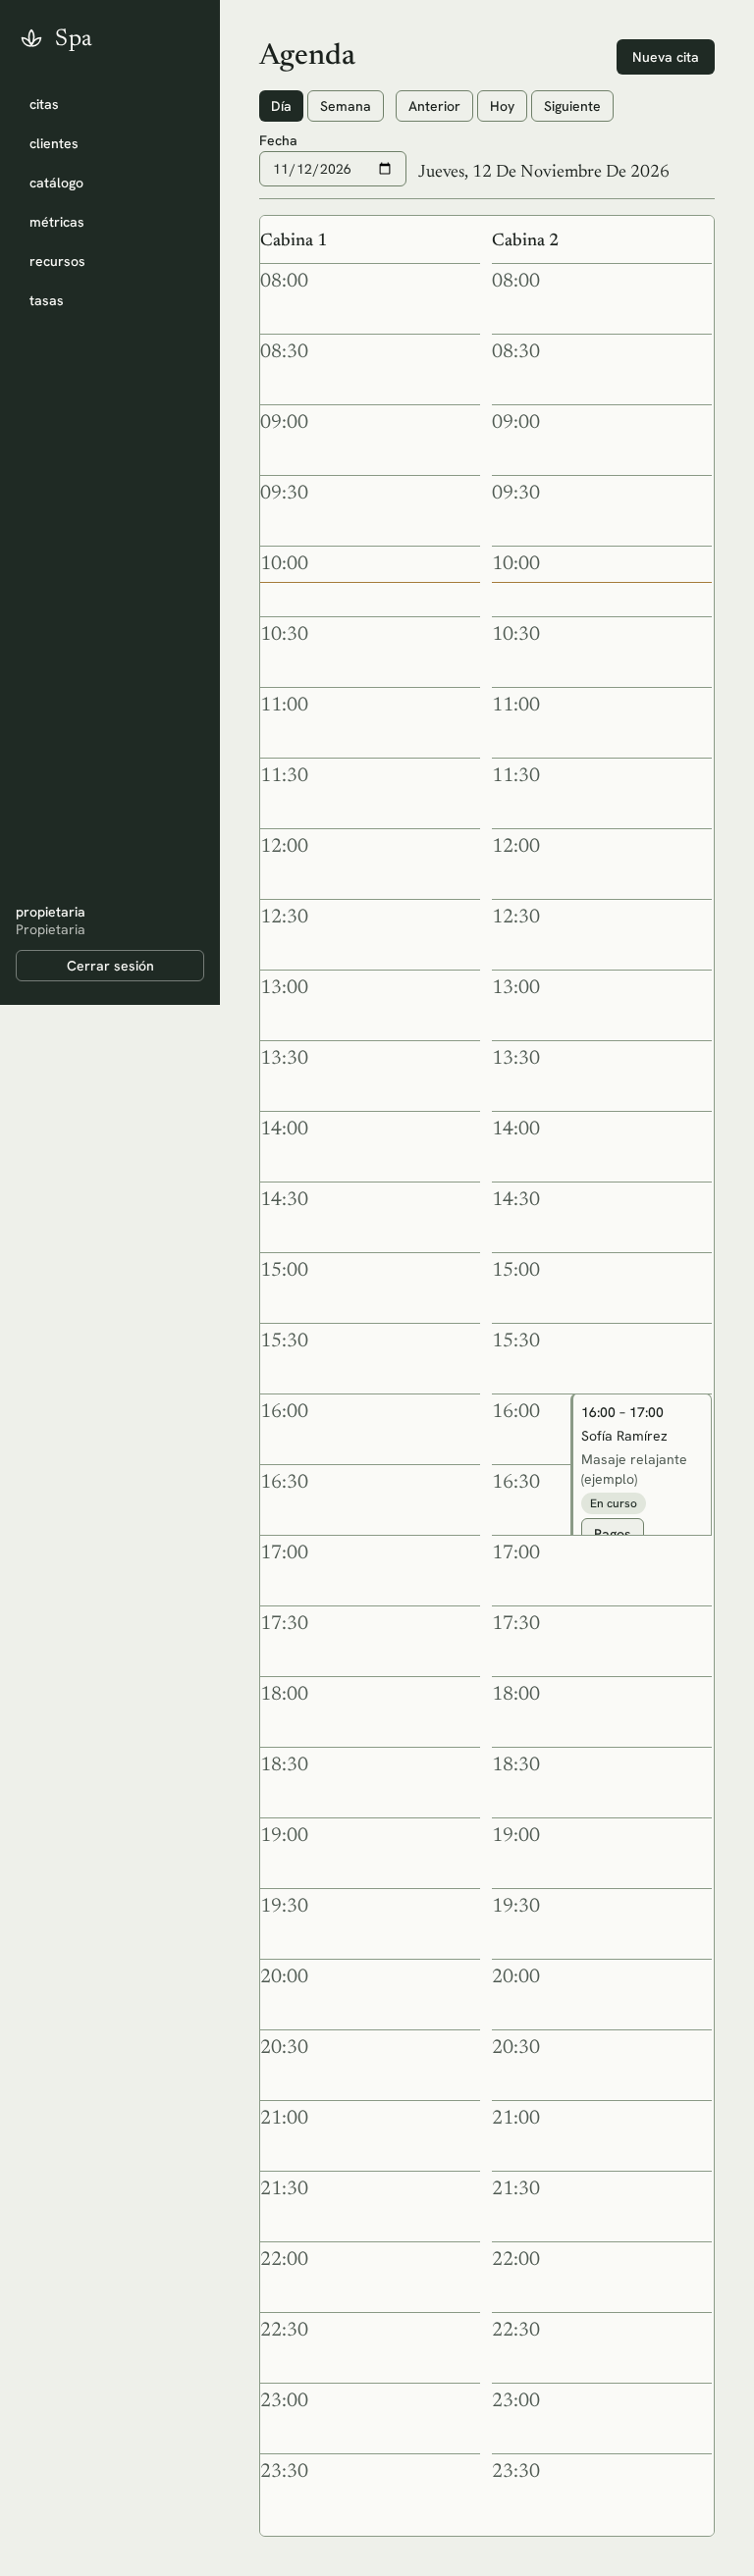 Spa
citas
clientes
catálogo
métricas
recursos
tasas
propietaria
Propietaria
Cerrar sesión
Agenda
Nueva cita
Día Semana Anterior Hoy Siguiente
Fecha
11/12/2026 Jueves, 12 De Noviembre De 2026
Cabina 1 Cabina 2
08:00 08:00
08:30 08:30
09:00 09:00
09:30 09:30
10:00 10:00
10:30 10:30
11:00 11:00
11:30 11:30
12:00 12:00
12:30 12:30
13:00 13:00
13:30 13:30
14:00 14:00
14:30 14:30
15:00 15:00
15:30 15:30
16:00 16:00 16:00 – 17:00
Sofía Ramírez
Masaje relajante
16:30 16:30 (ejemplo)
En curso
Pagos
17:00 17:00
17:30 17:30
18:00 18:00
18:30 18:30
19:00 19:00
19:30 19:30
20:00 20:00
20:30 20:30
21:00 21:00
21:30 21:30
22:00 22:00
22:30 22:30
23:00 23:00
23:30 23:30